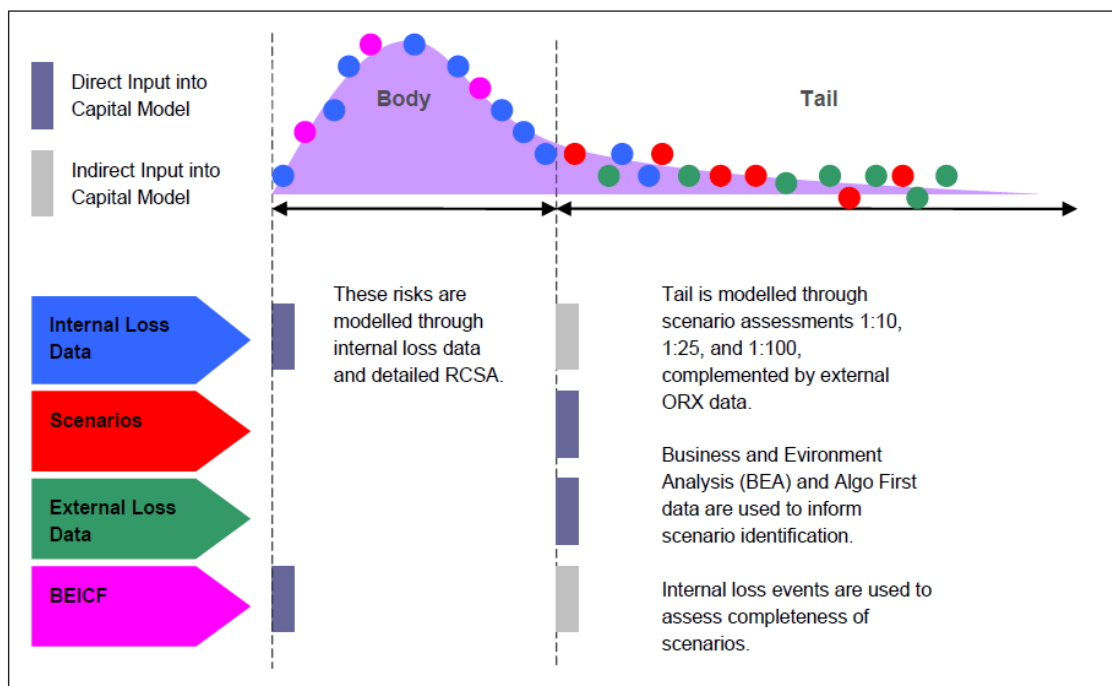 Direct Input into
Capital Model
Indirect Input into
Capital Model
Body
Tail
Internal Loss
Data
Scenarios
External Loss
Data
BEICF
These risks are
modelled through
internal loss data
and detailed RCSA.
Tail is modelled through
scenario assessments 1:10,
1:25, and 1:100,
complemented by external
ORX data.
Business and Evironment
Analysis (BEA) and Algo First
data are used to inform
scenario identification.
Internal loss events are used to
assess completeness of
scenarios.